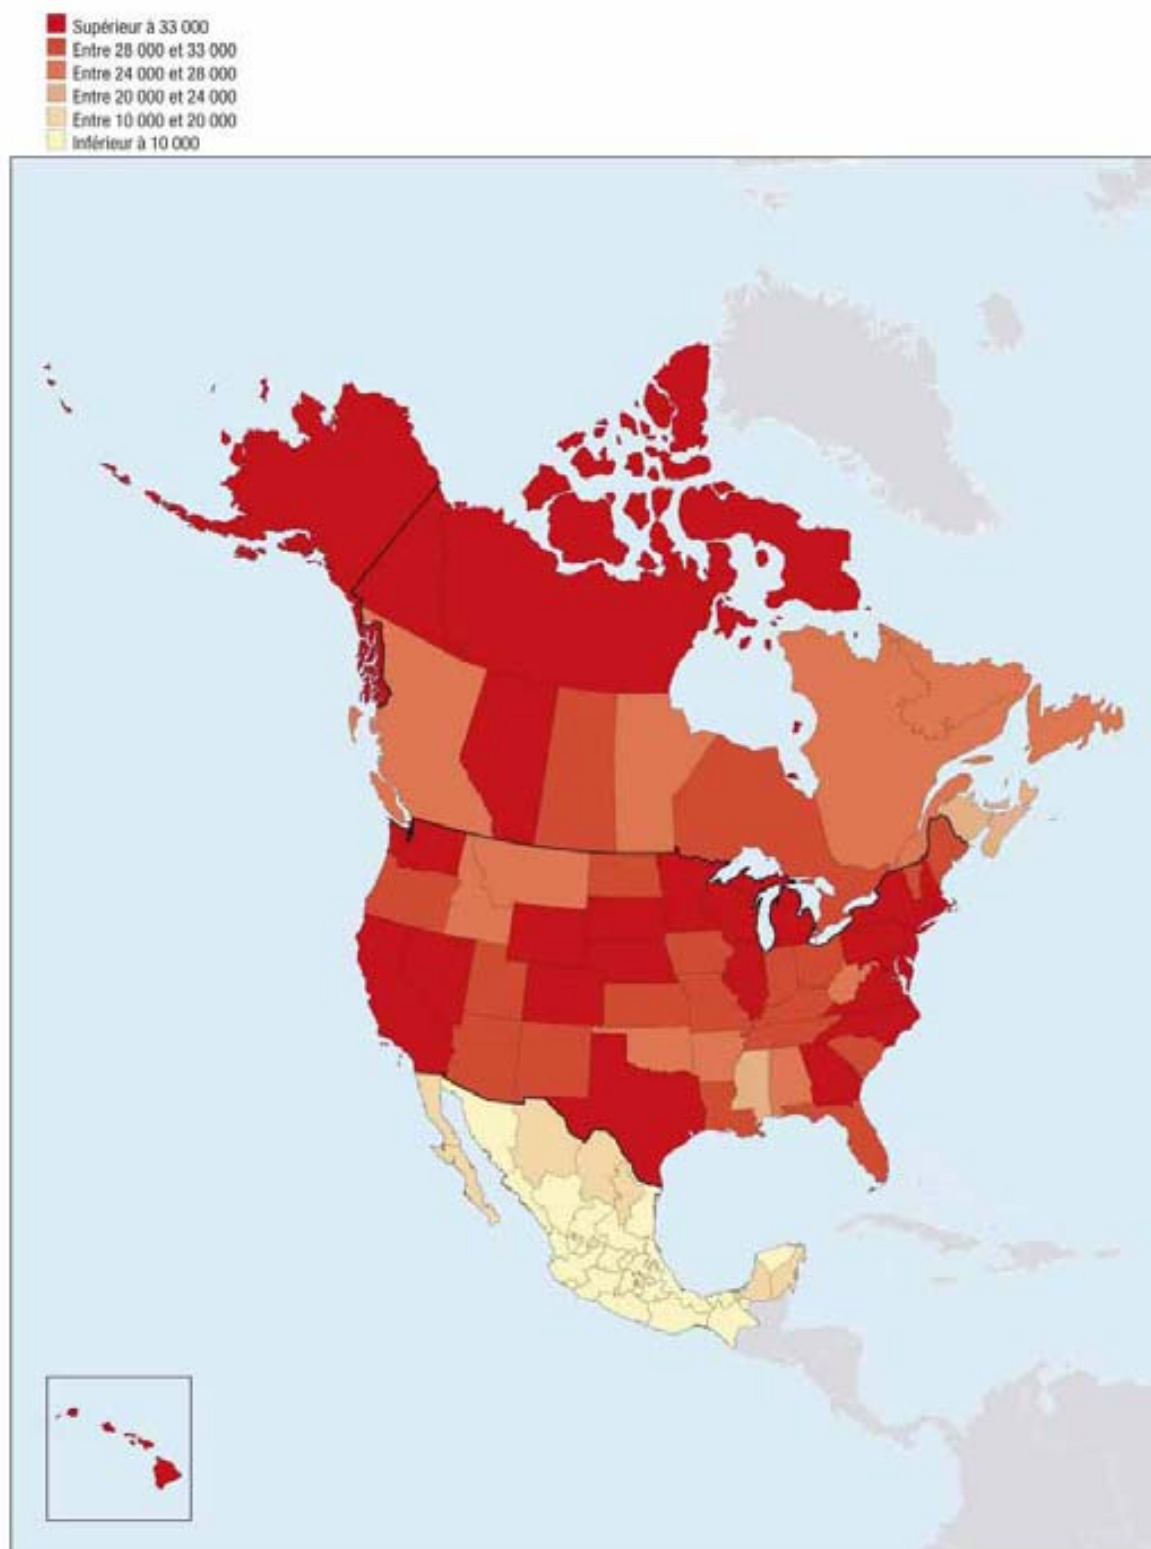 Supérieur à 33 000
Entre 28 000 et 33 000
Entre 24 000 et 28 000
Entre 20 000 et 24 000
Entre 10 000 et 20 000
Inférieur à 10 000